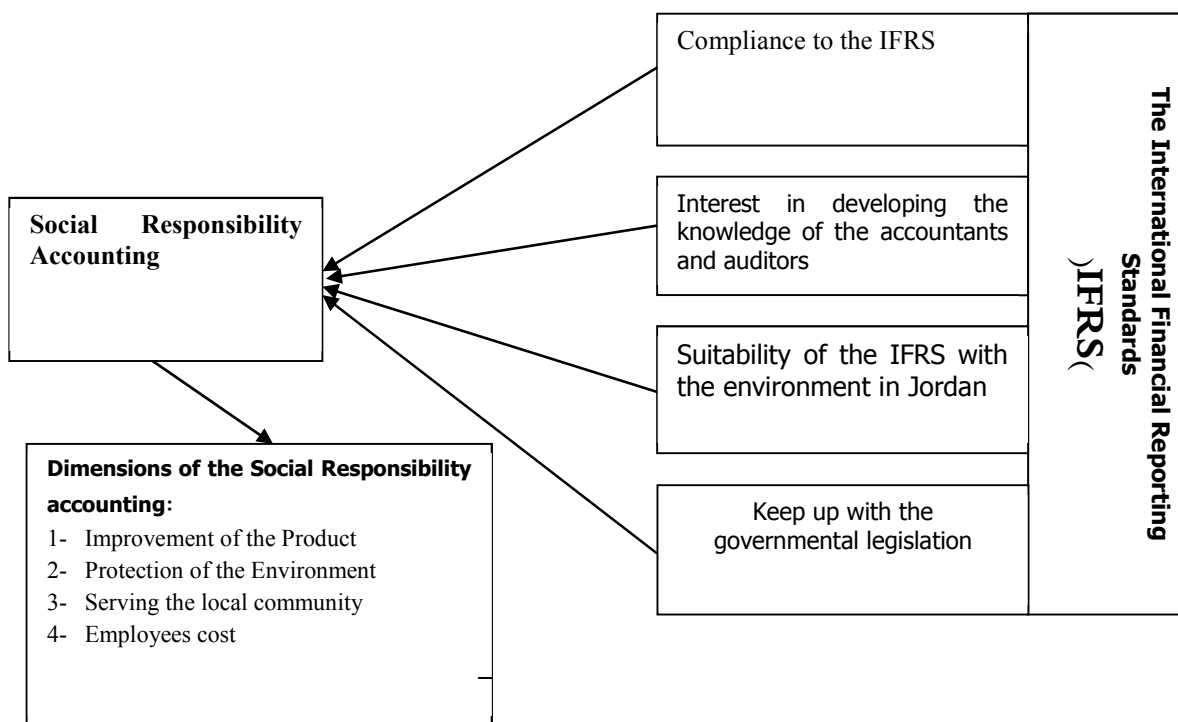 Compliance to the IFRS
Interest in developing the
knowledge of the accountants
and auditors
Suitability of the IFRS with
the environment in Jordan
Keep up with the
governmental legislation
The International Financial Reporting
Standards
)IFRS(
Social Responsibility
Accounting
Dimensions of the Social Responsibility
accounting:
1- Improvement of the Product
2- Protection of the Environment
3- Serving the local community
4- Employees cost